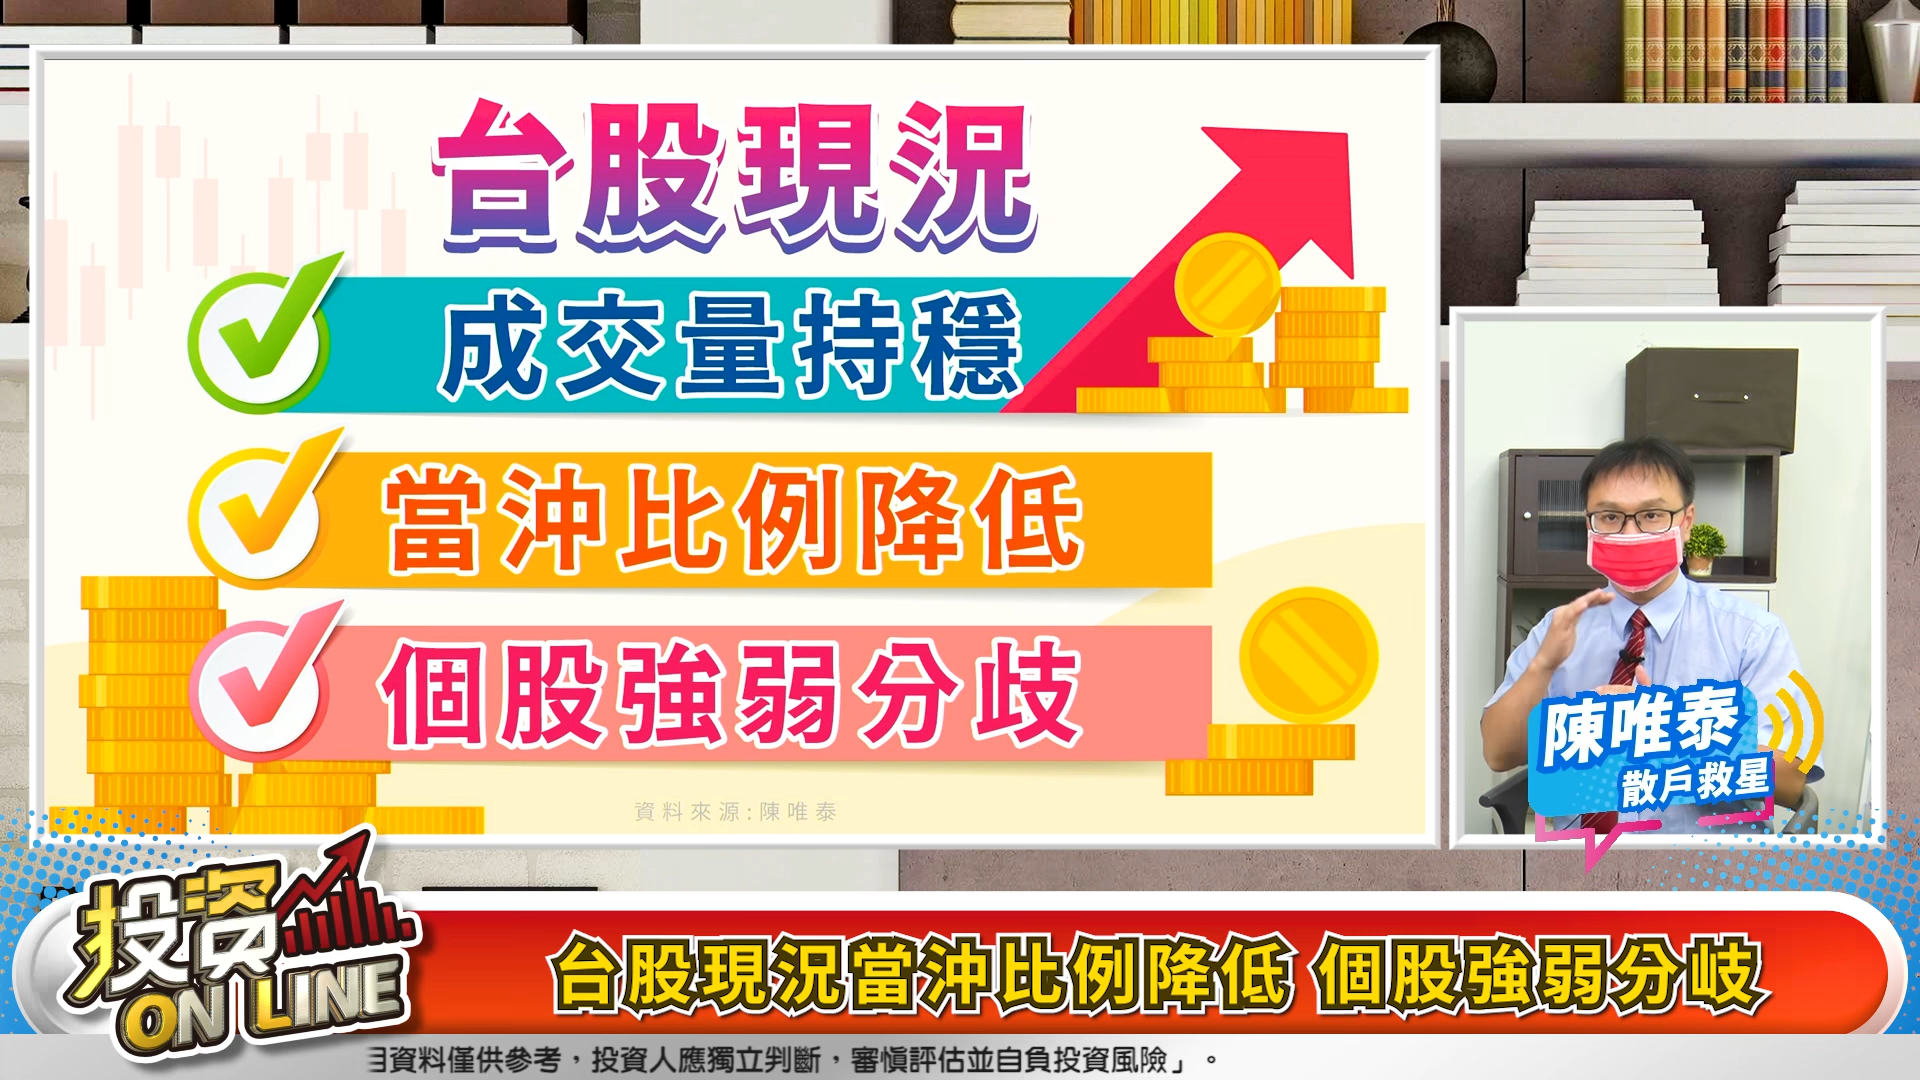 台股現況
成交量持穩
當沖比例降低
個股強弱分歧
資料來源:陳唯泰
陳唯泰
散戶救星
投資
ON LINE
台股現況當沖比例降低 個股強弱分歧
資料僅供參考，投資人應獨立判斷，審慎評估並自負投資風險」。